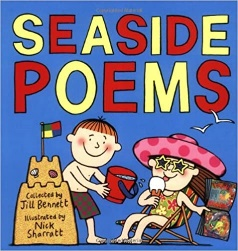 SEASIDE
POEMS
Collected by
Jill Bennett
Illustrated by
Nick
Sharratt